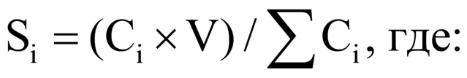 Sᵢ = (Cᵢ × V) / ∑Cᵢ, где: